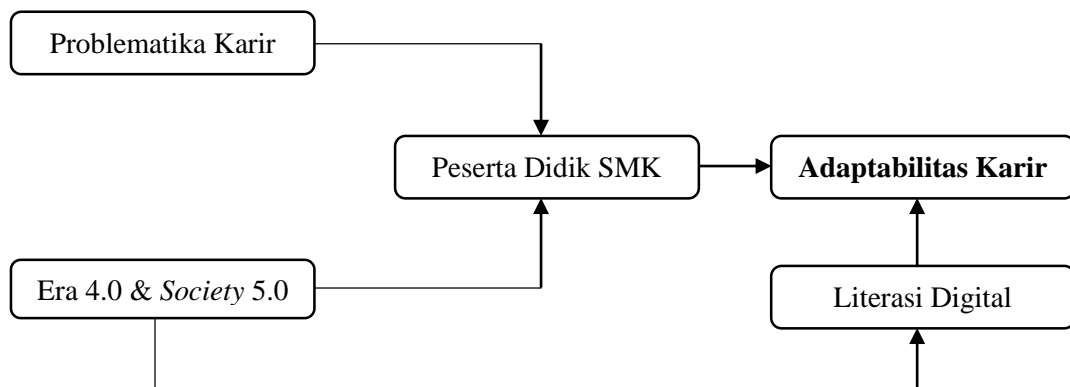 Problematika Karir
Peserta Didik SMK
Adaptabilitas Karir
Era 4.0 & Society 5.0
Literasi Digital